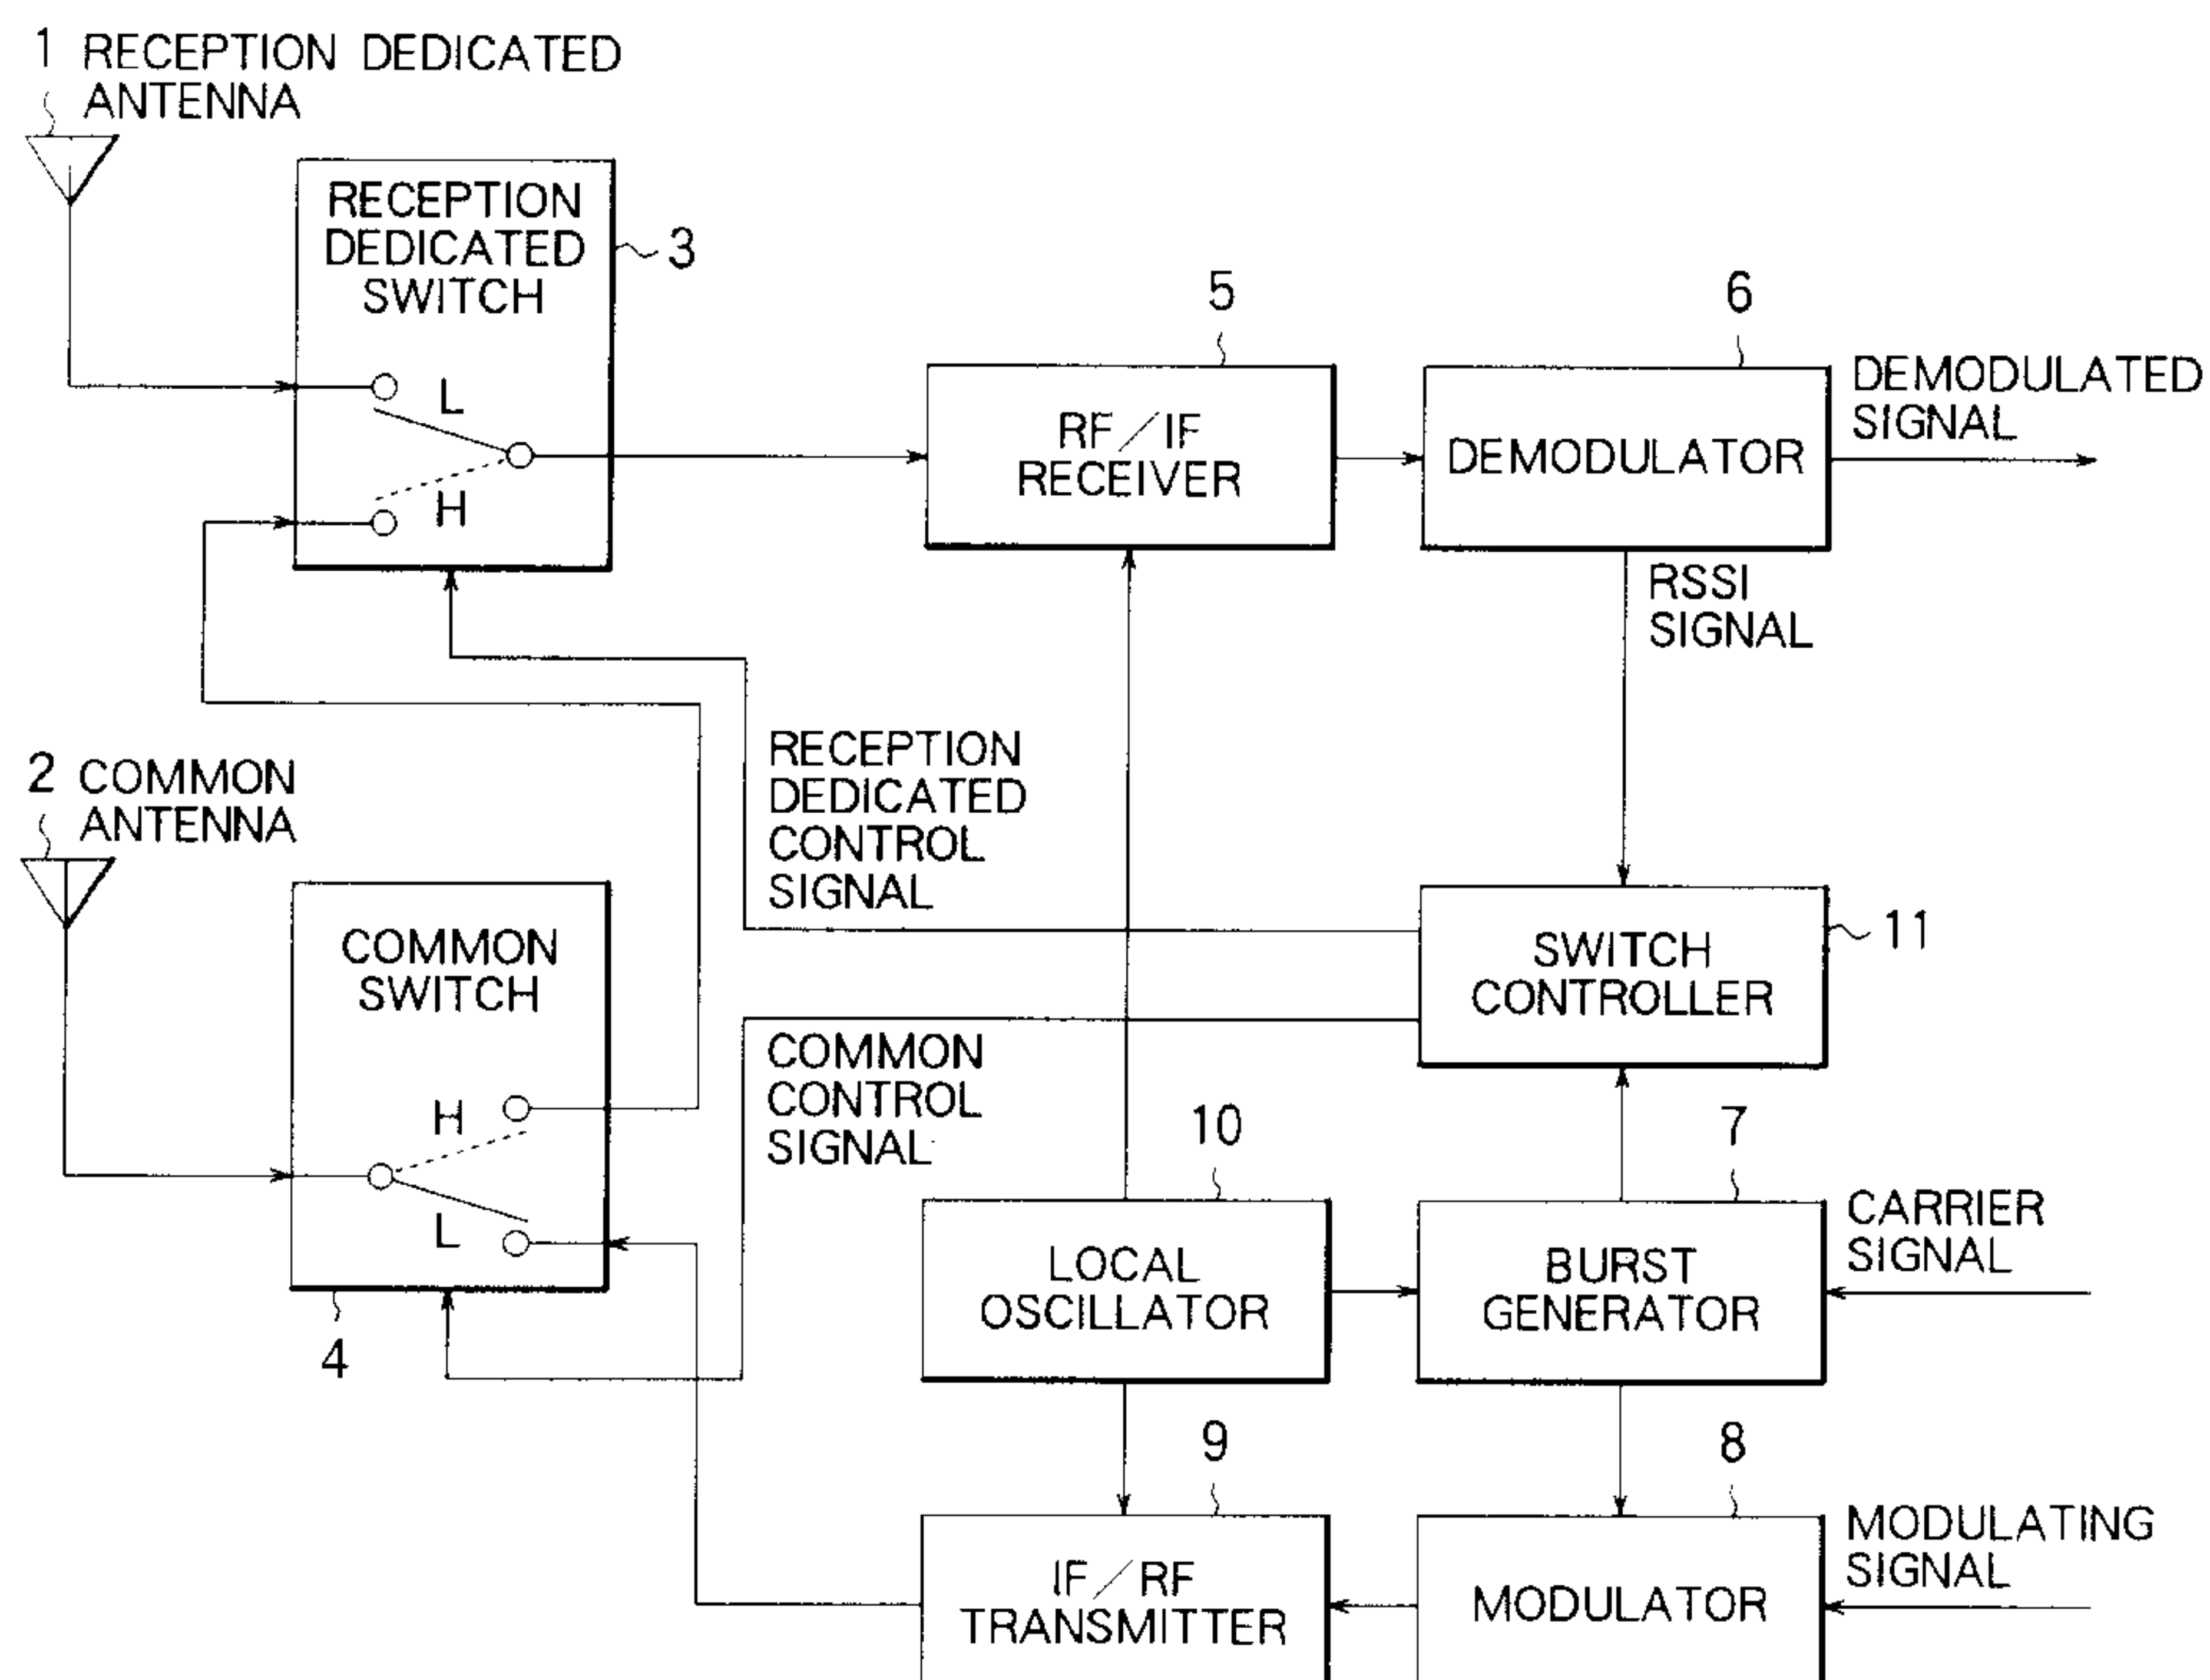 1 RECEPTION DEDICATED
ANTENNA
RECEPTION
DEDICATED
SWITCH
3
L
H
5
RF/IF
RECEIVER
6
DEMODULATOR
DEMODULATED
SIGNAL
RSSI
SIGNAL
2 COMMON
ANTENNA
RECEPTION
DEDICATED
CONTROL
SIGNAL
COMMON
SWITCH
H
L
4
COMMON
CONTROL
SIGNAL
SWITCH
CONTROLLER
11
10
LOCAL
OSCILLATOR
7
BURST
GENERATOR
CARRIER
SIGNAL
9
IF/RF
TRANSMITTER
8
MODULATOR
MODULATING
SIGNAL